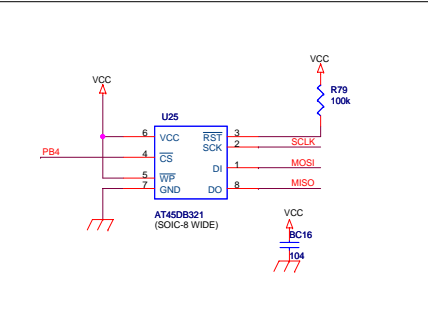 VCC
VCC
R79
100k
U25
6 VCC RST 3
SCK 2 SCLK
PB4 4 CS
DI 1 MOSI
5 WP
7 GND DO 8 MISO
AT45DB321
(SOIC-8 WIDE)
VCC
BC16
104